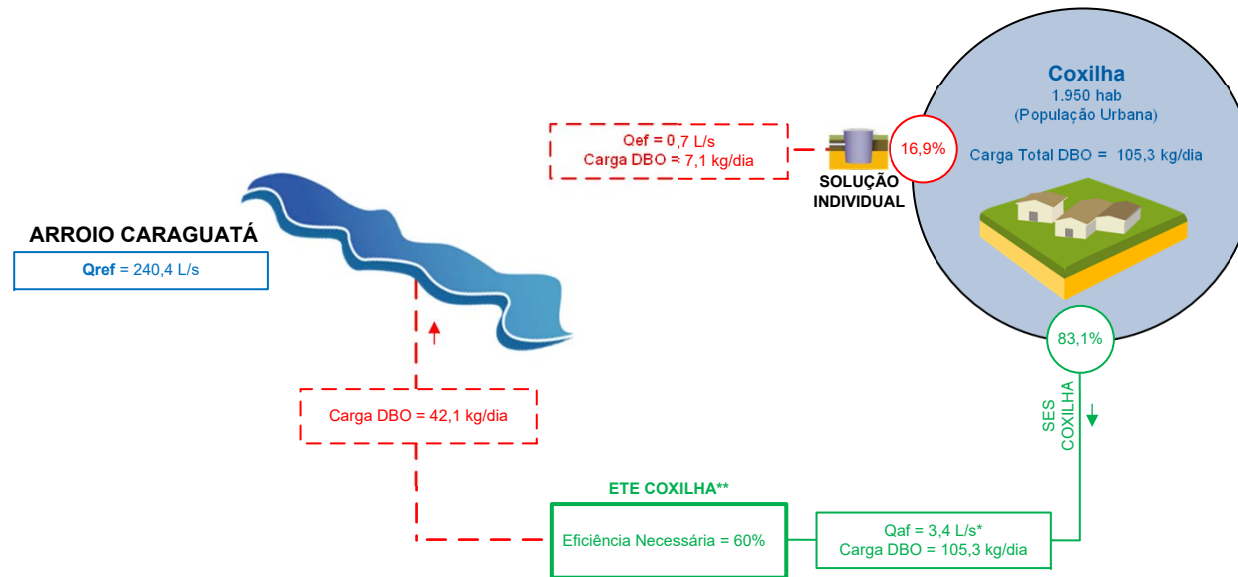 Coxilha
1.950 hab
(População Urbana)
Carga Total DBO = 105,3 kg/dia
16,9%
SOLUÇÃO
INDIVIDUAL
Qef = 0,7 L/s
Carga DBO = 7,1 kg/dia
ARROIO CARAGUATÁ
Qref = 240,4 L/s
83,1%
SES
COXILHA
Carga DBO = 42,1 kg/dia
ETE COXILHA**
Eficiência Necessária = 60%
Qaf = 3,4 L/s*
Carga DBO = 105,3 kg/dia